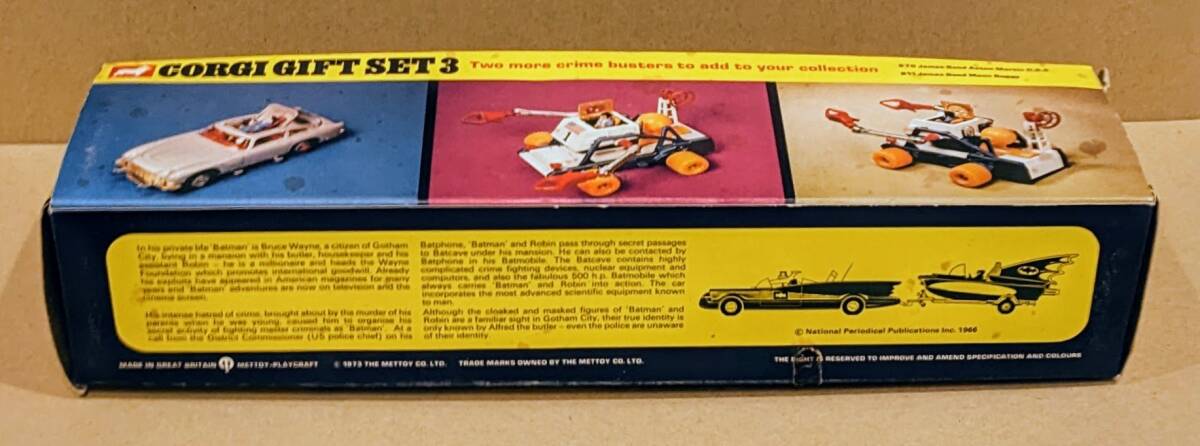 CORGI GIFT SET 3 Two more crime busters to add to your collection
270 James Bond Aston Martin D.B.5
811 James Bond Moon Buggy
In his private life 'Batman' is Bruce Wayne, a citizen of Gotham
City, living in a mansion with his butler, housekeeper and his
assistant Robin – he is a millionaire and heads the Wayne
Foundation which promotes international goodwill. Already
his exploits have appeared in American magazines for many
years and 'Batman' adventures are now on television and the
cinema screen.
His intense hatred of crime, brought about by the murder of his
parents when he was young, caused him to organise his
secret activity of fighting master criminals as 'Batman'. At a
call from the District Commissioner (US police chief) on his
Batphone, 'Batman' and Robin pass through secret passages
to Batcave under his mansion. He can also be contacted by
Batphone in his Batmobile. The Batcave contains highly
complicated crime fighting devices, nuclear equipment and
computors, and also the fabulous 500 h.p. Batmobile which
always carries 'Batman' and Robin into action. The car
incorporates the most advanced scientific equipment known
to man.
Although the cloaked and masked figures of 'Batman' and
Robin are a familiar sight in Gotham City, their true identity is
only known by Alfred the butler – even the police are unaware
of their identity.
© National Periodical Publications Inc. 1966
MADE IN GREAT BRITAIN METTOY-PLAYCRAFT © 1973 THE METTOY CO. LTD. TRADE MARKS OWNED BY THE METTOY CO. LTD. THE RIGHT IS RESERVED TO IMPROVE AND AMEND SPECIFICATION AND COLOURS